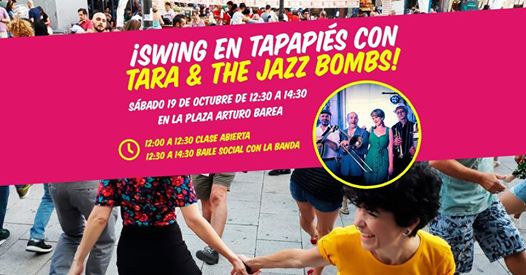 ¡SWING EN TAPAPIÉS CON
TARA & THE JAZZ BOMBS!
SÁBADO 19 DE OCTUBRE DE 12:30 A 14:30
EN LA PLAZA ARTURO BAREA
12:00 A 12:30 CLASE ABIERTA
12:30 A 14:30 BAILE SOCIAL CON LA BANDA